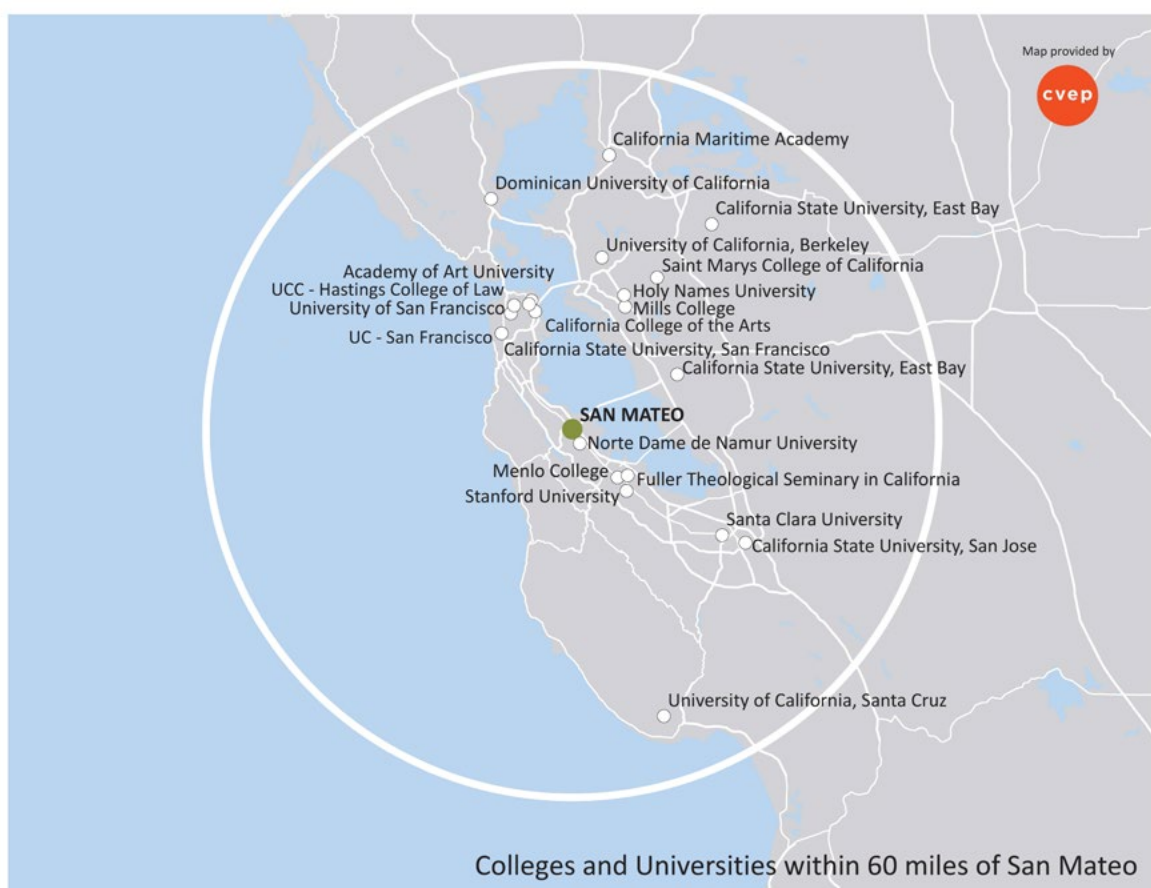 Map provided by
cvep
California Maritime Academy
Dominican University of California
California State University, East Bay
University of California, Berkeley
Saint Marys College of California
Academy of Art University
UCC - Hastings College of Law
Holy Names University
University of San Francisco
Mills College
California College of the Arts
UC - San Francisco
California State University, San Francisco
California State University, East Bay
SAN MATEO
Norte Dame de Namur University
Menlo College
Fuller Theological Seminary in California
Stanford University
Santa Clara University
California State University, San Jose
University of California, Santa Cruz
Colleges and Universities within 60 miles of San Mateo